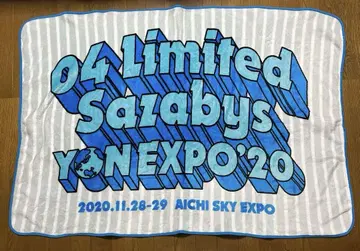 04 Limited
Sazabys
YON EXPO'20
2020.11.28-29 AICHI SKY EXPO